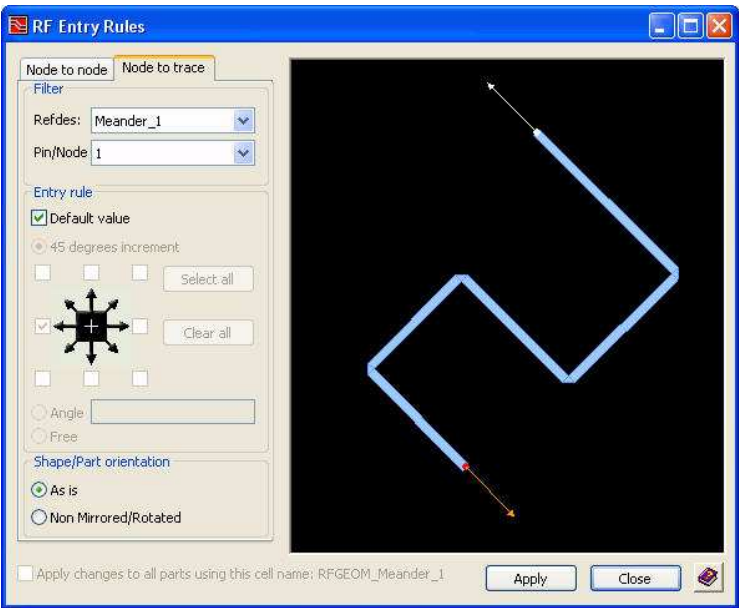 RF Entry Rules
Node to node
Node to trace
Filter
Refdes: Meander_1
Pin/Node 1
Entry rule
Default value
45 degrees increment
Select all
Clear all
Angle
Free
Shape/Part orientation
As is
Non Mirrored/Rotated
Apply changes to all parts using this cell name: RFGEOM_Meander_1
Apply
Close